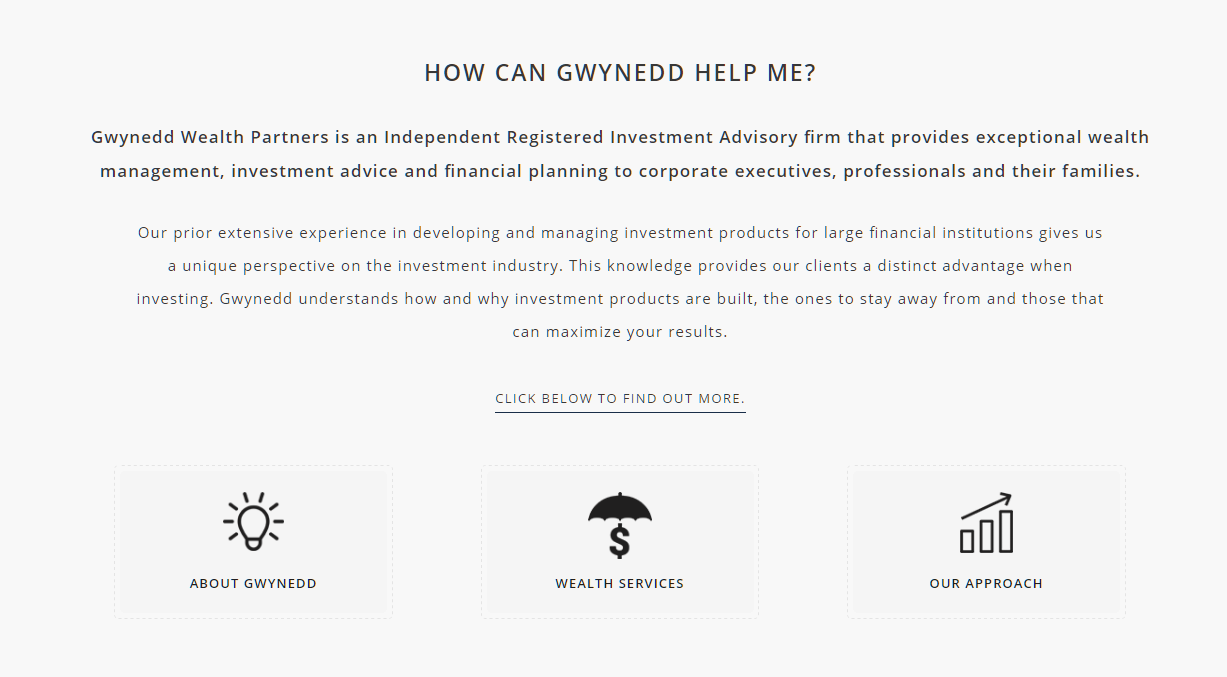 HOW CAN GWYNEDD HELP ME?
Gwynedd Wealth Partners is an Independent Registered Investment Advisory firm that provides exceptional wealth
management, investment advice and financial planning to corporate executives, professionals and their families.
Our prior extensive experience in developing and managing investment products for large financial institutions gives us
a unique perspective on the investment industry. This knowledge provides our clients a distinct advantage when
investing. Gwynedd understands how and why investment products are built, the ones to stay away from and those that
can maximize your results.
CLICK BELOW TO FIND OUT MORE.
ABOUT GWYNEDD
WEALTH SERVICES
OUR APPROACH